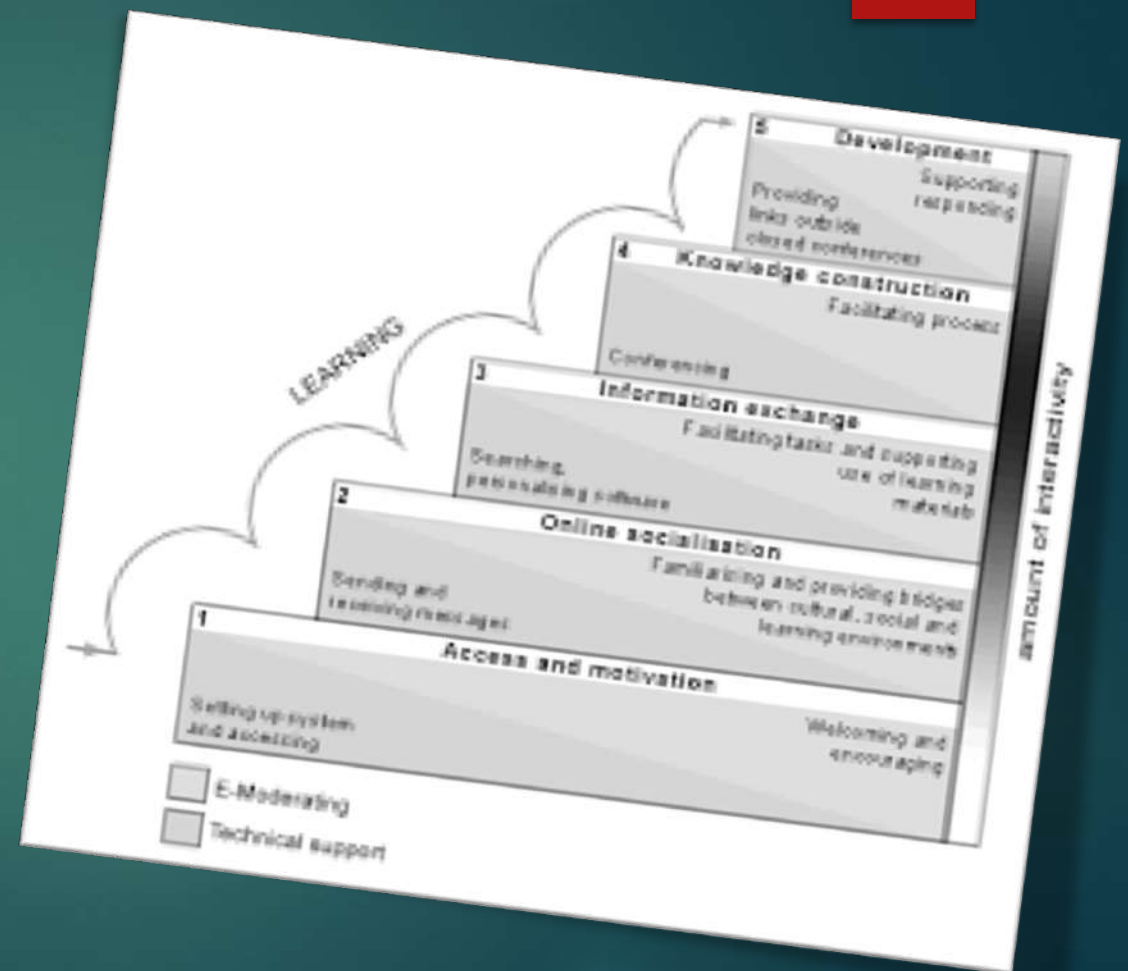 5
Development
Supporting
responding
Providing
links outside
closed conferences
4
Knowledge construction
Facilitating process
Conferencing
3
Information exchange
Facilitating tasks and supporting
use of learning
materials
Searching,
personalising software
2
Online socialisation
Familiarising and providing bridges
between cultural, social and
learning environments
Sending and
receiving messages
1
Access and motivation
Welcoming and
encouraging
Setting up system
and accessing
E-Moderating
Technical support
LEARNING
amount of interactivity